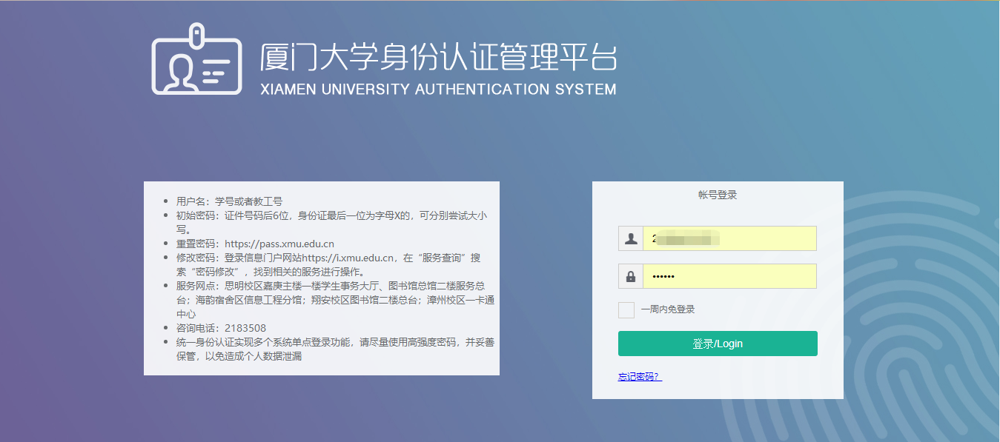 厦门大学身份认证管理平台
XIAMEN UNIVERSITY AUTHENTICATION SYSTEM
用户名：学号或者教工号
初始密码：证件号码后6位，身份证最后一位为字母X的，可分别尝试大小
写。
重置密码：https://pass.xmu.edu.cn
修改密码：登录信息门户网站https://i.xmu.edu.cn，在“服务查询”搜
索“密码修改”，找到相关的服务进行操作。
服务网点：思明校区嘉庚主楼一楼学生事务大厅、图书馆总馆二楼服务总
台；海韵宿舍区信息工程分馆；翔安校区图书馆二楼总台；漳州校区一卡通
中心
咨询电话：2183508
统一身份认证实现多个系统单点登录功能，请尽量使用高强度密码，并妥善
保管，以免造成个人数据泄漏
帐号登录
2
••••••
一周内免登录
登录/Login
忘记密码？